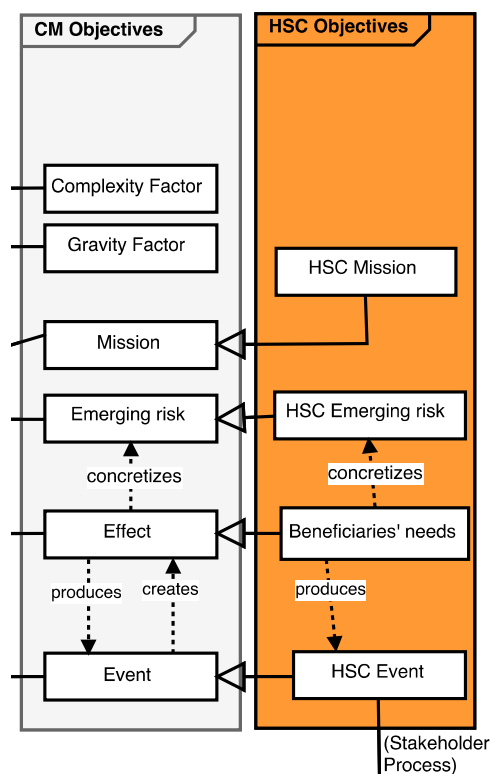 CM Objectives
HSC Objectives
Complexity Factor
Gravity Factor
HSC Mission
Mission
Emerging risk
HSC Emerging risk
concretizes
concretizes
Effect
Beneficiaries' needs
produces
creates
produces
Event
HSC Event
(Stakeholder
Process)